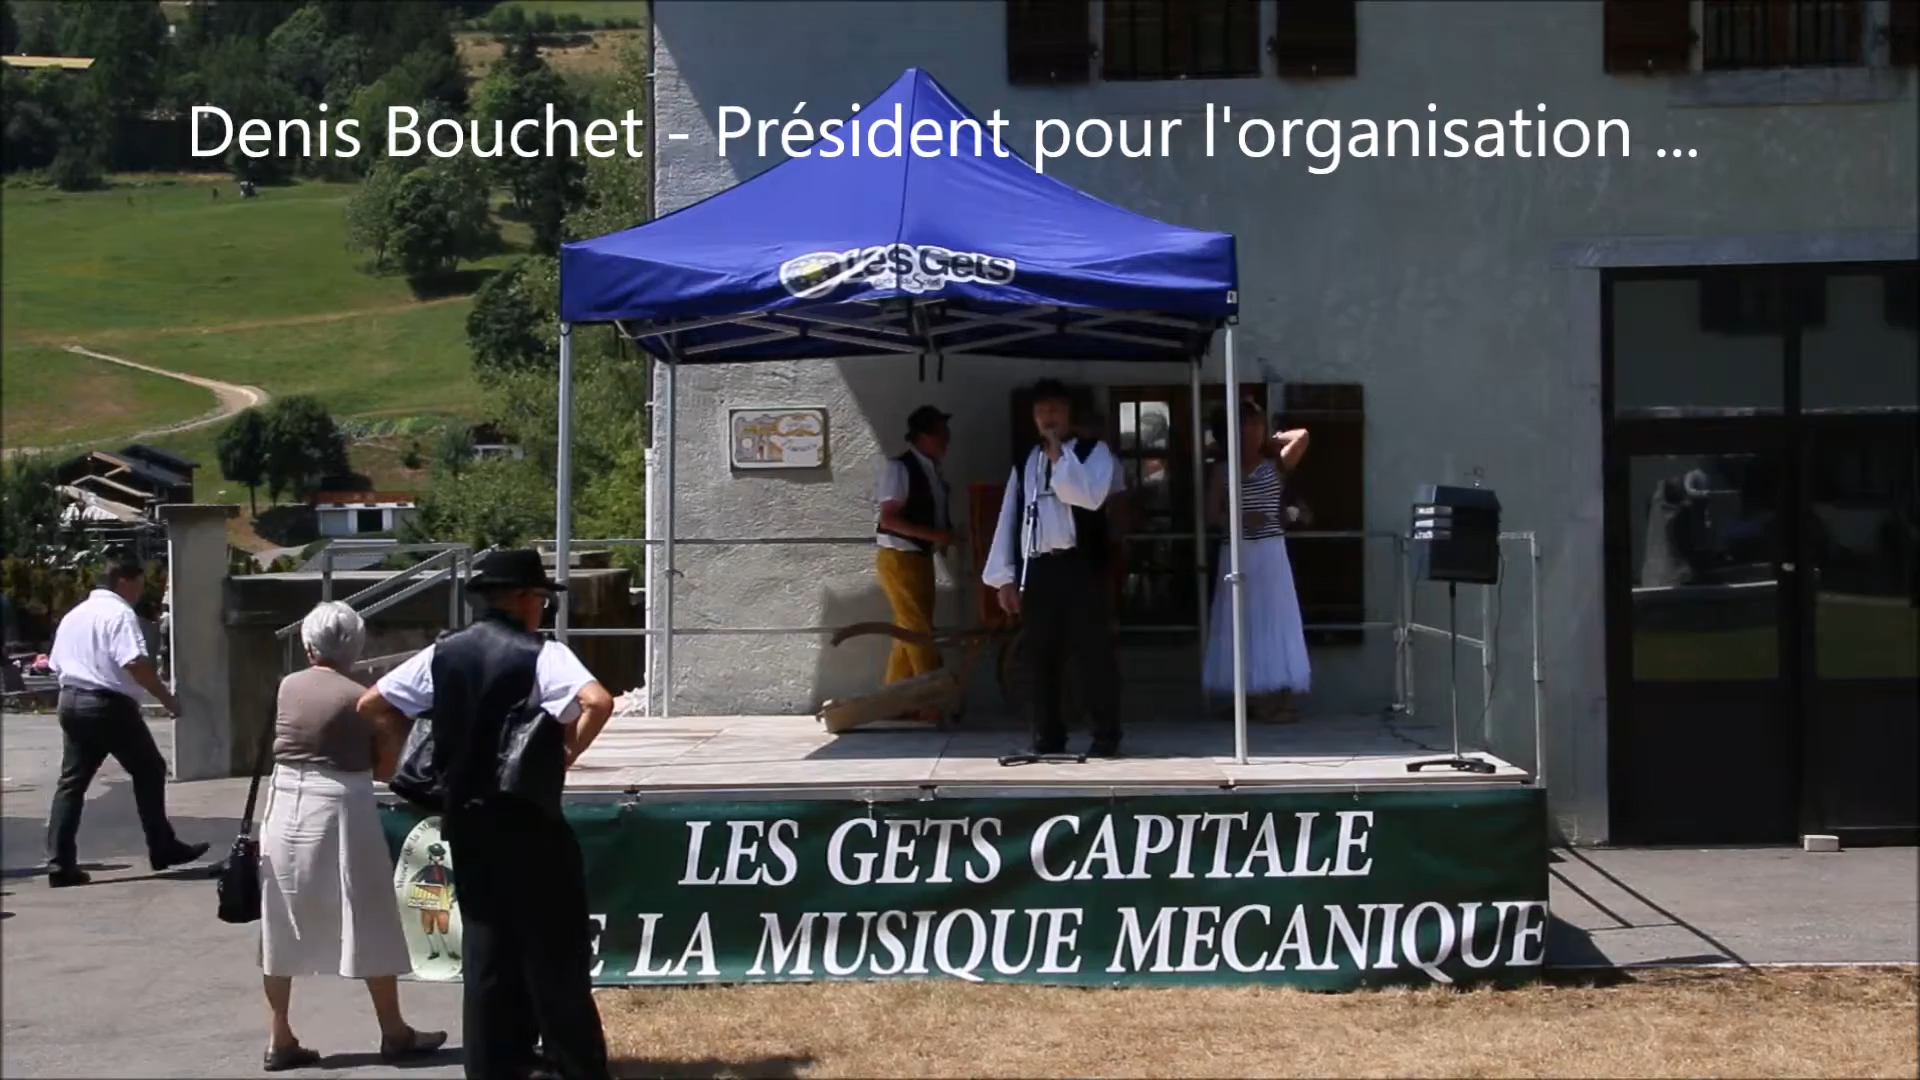 Denis Bouchet - Président pour l'organisation ...
Les Gets
LES GETS CAPITALE
E LA MUSIQUE MECANIQUE